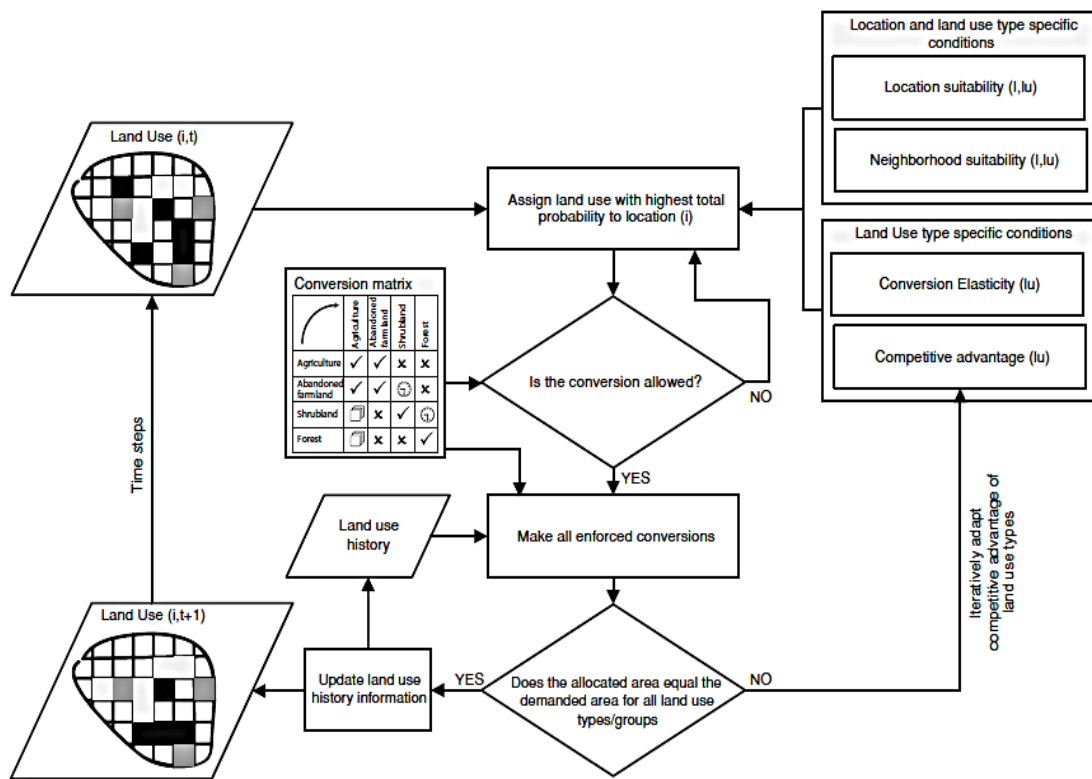 Location and land use type specific
conditions
Location suitability (l,lu)
Neighborhood suitability (l,lu)
Land Use (i,t)
Assign land use with highest total
probability to location (i)
Land Use type specific conditions
Conversion Elasticity (lu)
Competitive advantage (lu)
Conversion matrix
Agriculture
Abandoned
farmland
Shrubland
Forest
Agriculture
Abandoned
farmland
Shrubland
Forest
Is the conversion allowed?
NO
YES
Time steps
Land use
history
Make all enforced conversions
Iteratively adapt
competitive advantage of
land use types
Land Use (i,t+1)
Update land use
history information
YES
Does the allocated area equal the
demanded area for all land use
types/groups
NO